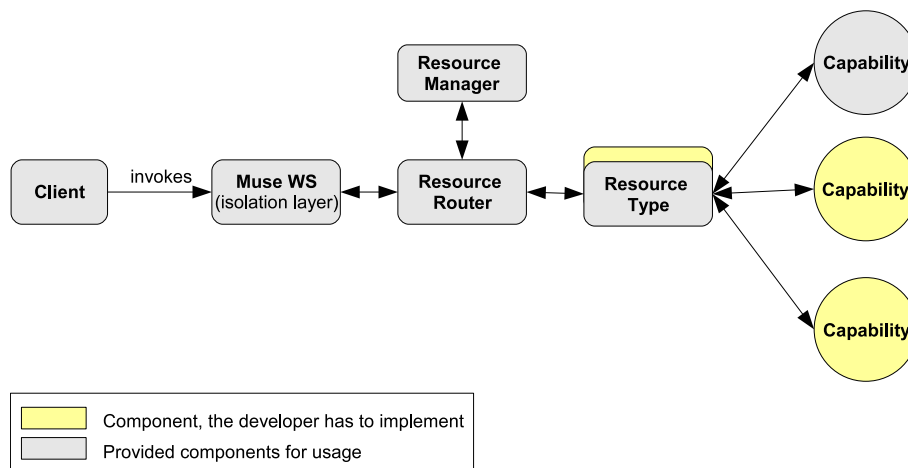 Resource
Manager
Capability
Client
invokes
Muse WS
(isolation layer)
Resource
Router
Resource
Type
Capability
Capability
Component, the developer has to implement
Provided components for usage